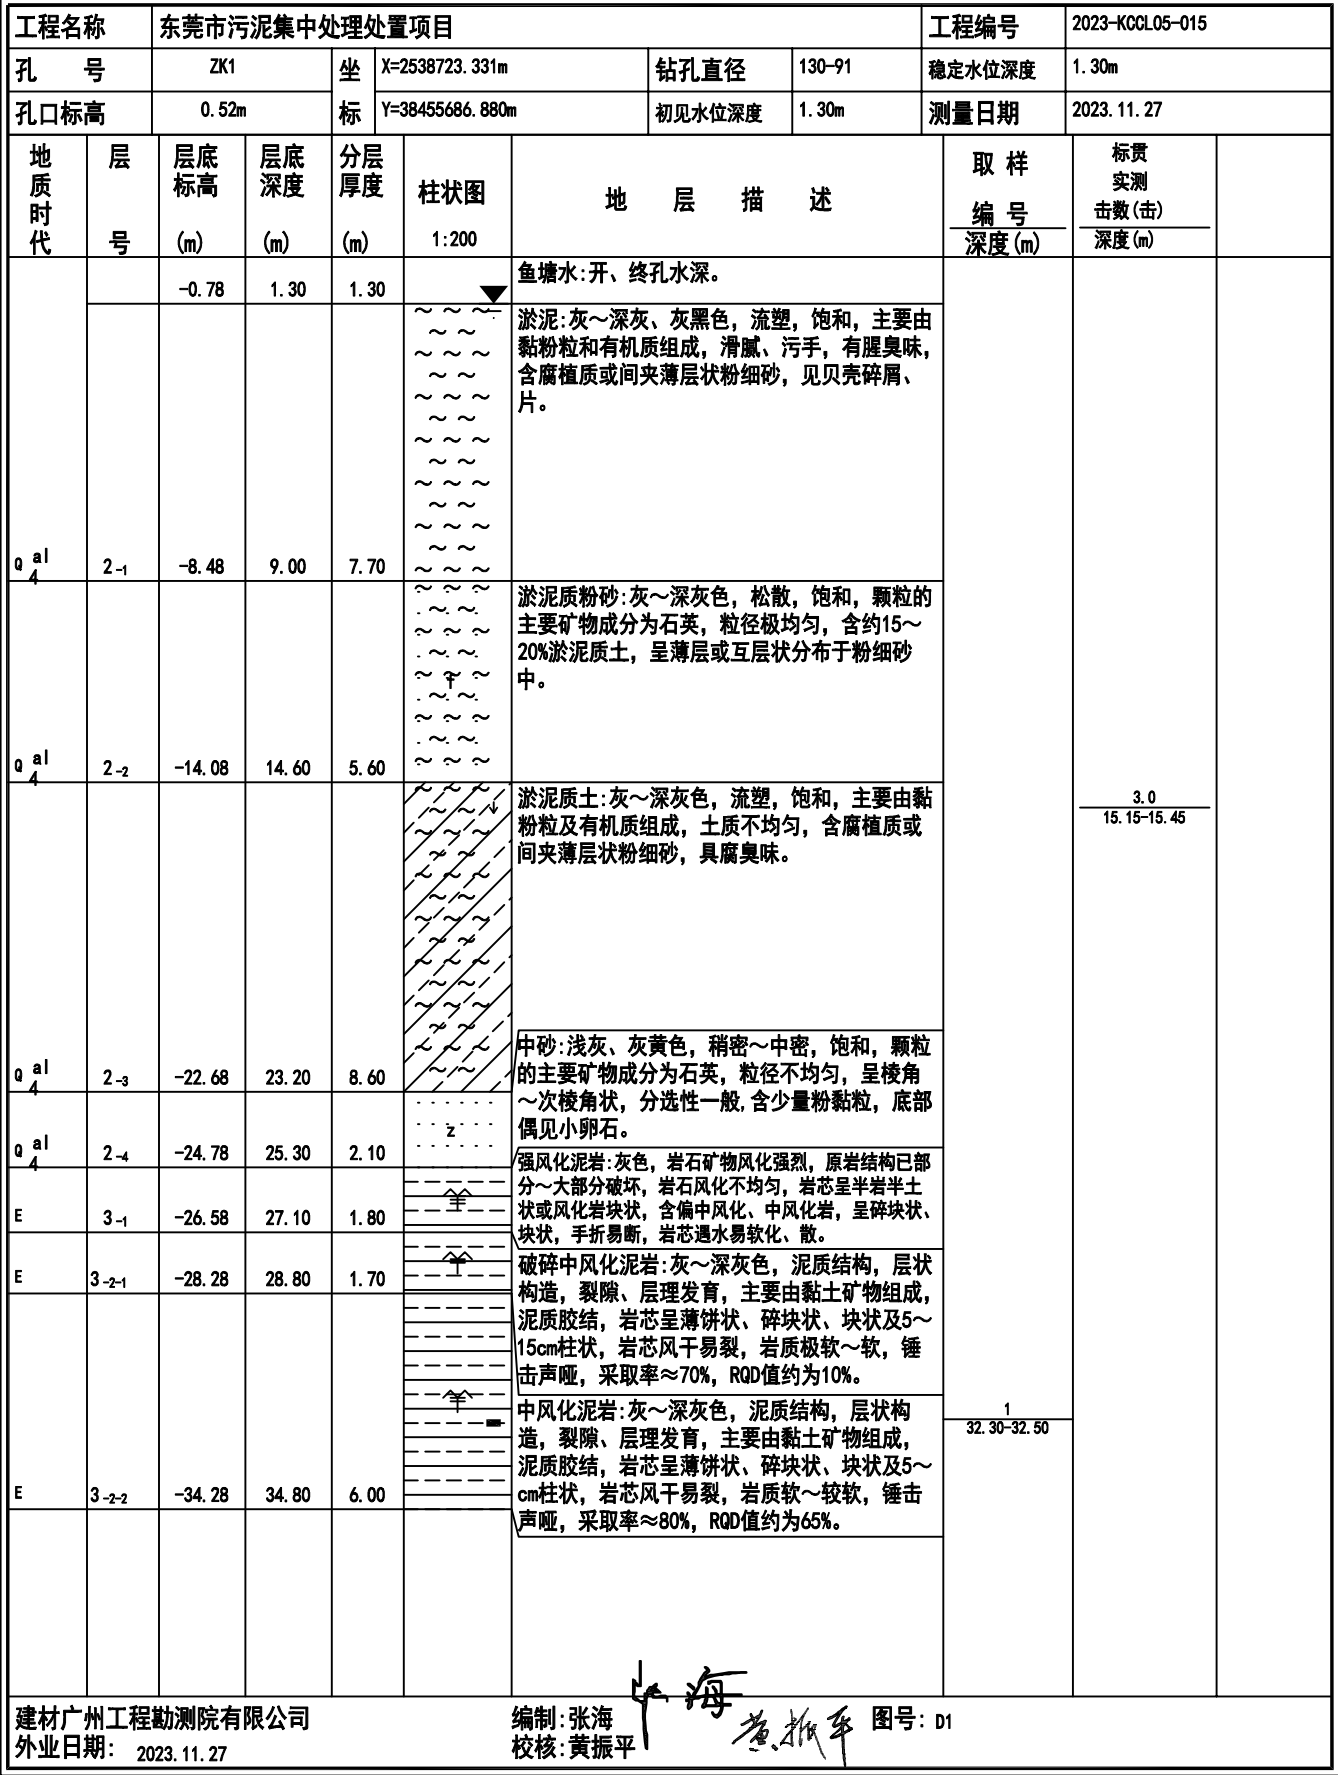 工程名称 东莞市污泥集中处理处置项目 工程编号 2023-KCCL05-015
孔 号 ZK1 坐 X=2538723.331m 钻孔直径 130-91 稳定水位深度 1.30m
孔口标高 0.52m 标 Y=38455686.880m 初见水位深度 1.30m 测量日期 2023.11.27
地质时代 层号 层底标高(m) 层底深度(m) 分层厚度(m) 柱状图 1:200 地 层 描 述 取样编号 深度(m) 标贯实测击数(击) 深度(m)
-0.78 1.30 1.30
鱼塘水:开、终孔水深。
Q al 4 2-1 -8.48 9.00 7.70
淤泥:灰～深灰、灰黑色，流塑，饱和，主要由
黏粉粒和有机质组成，滑腻、污手，有腥臭味，
含腐植质或间夹薄层状粉细砂，见贝壳碎屑、
片。
Q al 4 2-2 -14.08 14.60 5.60
淤泥质粉砂:灰～深灰色，松散，饱和，颗粒的
主要矿物成分为石英，粒径极均匀，含约15～
20%淤泥质土，呈薄层或互层状分布于粉细砂
中。
Q al 4 2-3 -22.68 23.20 8.60
淤泥质土:灰～深灰色，流塑，饱和，主要由黏
粉粒及有机质组成，土质不均匀，含腐植质或
间夹薄层状粉细砂，具腐臭味。
3.0
15.15-15.45
Q al 4 2-4 -24.78 25.30 2.10
z
中砂:浅灰、灰黄色，稍密～中密，饱和，颗粒
的主要矿物成分为石英，粒径不均匀，呈棱角
～次棱角状，分选性一般,含少量粉黏粒，底部
偶见小卵石。
E 3-1 -26.58 27.10 1.80
强风化泥岩:灰色，岩石矿物风化强烈，原岩结构已部
分～大部分破坏，岩石风化不均匀，岩芯呈半岩半土
状或风化岩块状，含偏中风化、中风化岩，呈碎块状、
块状，手折易断，岩芯遇水易软化、散。
E 3-2-1 -28.28 28.80 1.70
破碎中风化泥岩:灰～深灰色，泥质结构，层状
构造，裂隙、层理发育，主要由黏土矿物组成，
泥质胶结，岩芯呈薄饼状、碎块状、块状及5～
15cm柱状，岩芯风干易裂，岩质极软～软，锤
击声哑，采取率≈70%，RQD值约为10%。
E 3-2-2 -34.28 34.80 6.00
中风化泥岩:灰～深灰色，泥质结构，层状构
造，裂隙、层理发育，主要由黏土矿物组成，
泥质胶结，岩芯呈薄饼状、碎块状、块状及5～
cm柱状，岩芯风干易裂，岩质软～较软，锤击
声哑，采取率≈80%，RQD值约为65%。
1
32.30-32.50
建材广州工程勘测院有限公司 编制:张海 张海 图号: D1
外业日期: 2023.11.27 校核:黄振平 黄振平